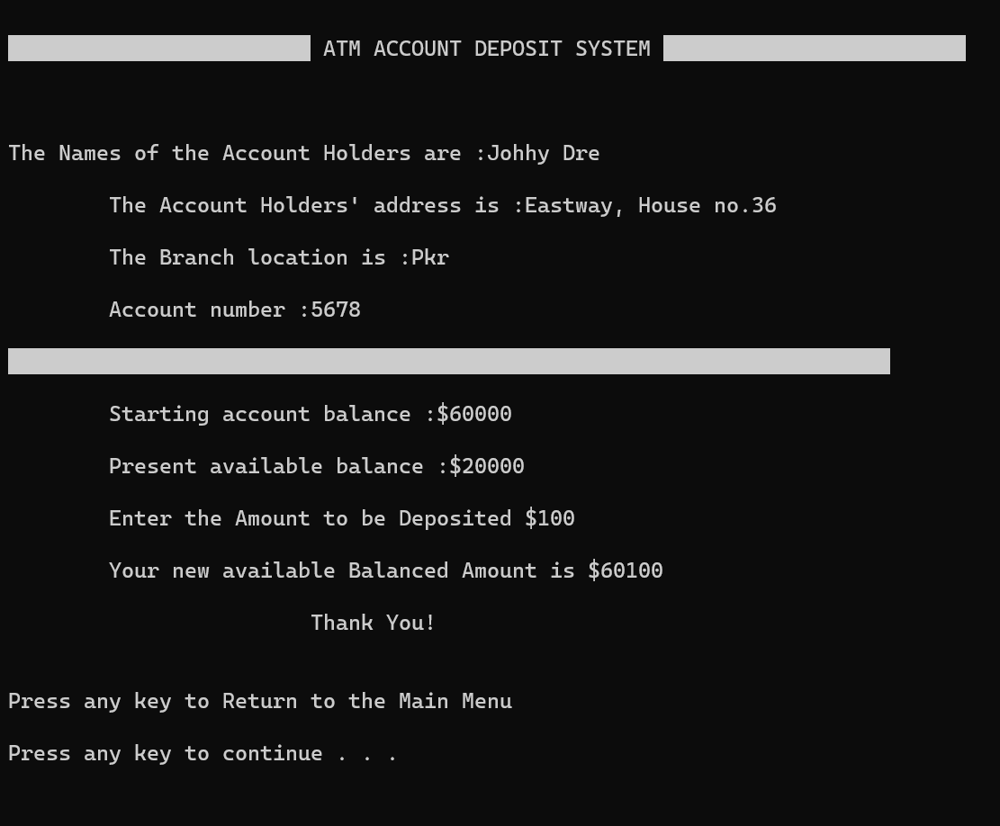 ATM ACCOUNT DEPOSIT SYSTEM
The Names of the Account Holders are :Johhy Dre
The Account Holders' address is :Eastway, House no.36
The Branch location is :Pkr
Account number :5678
Starting account balance :$60000
Present available balance :$20000
Enter the Amount to be Deposited $100
Your new available Balanced Amount is $60100
Thank You!
Press any key to Return to the Main Menu
Press any key to continue . . .